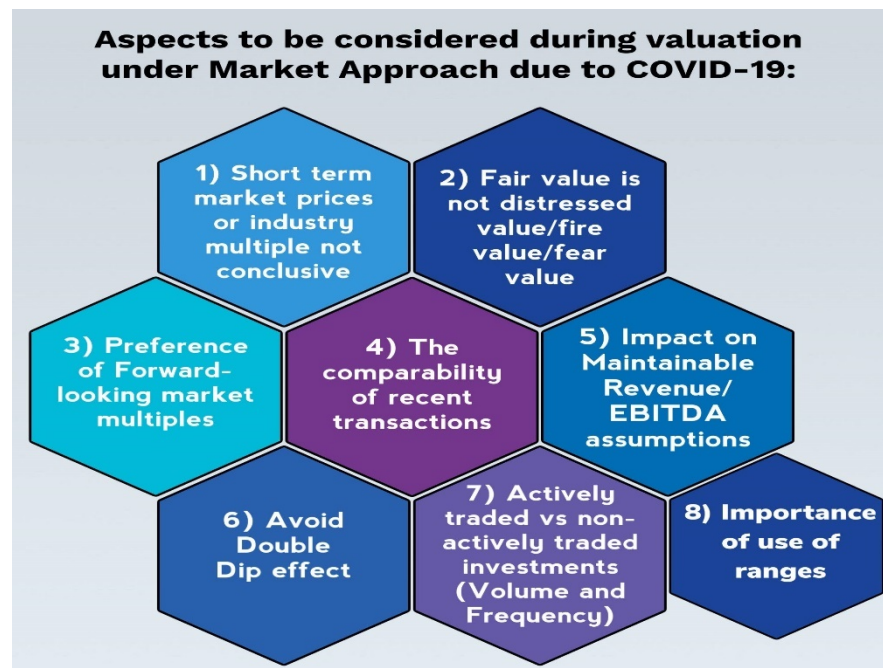 Aspects to be considered during valuation
under Market Approach due to COVID-19:
1) Short term
market prices
or industry
multiple not
conclusive
2) Fair value is
not distressed
value/fire
value/fear
value
3) Preference
of Forward-
looking market
multiples
4) The
comparability
of recent
transactions
5) Impact on
Maintainable
Revenue/
EBITDA
assumptions
6) Avoid
Double
Dip effect
7) Actively
traded vs non-
actively traded
investments
(Volume and
Frequency)
8) Importance
of use of
ranges